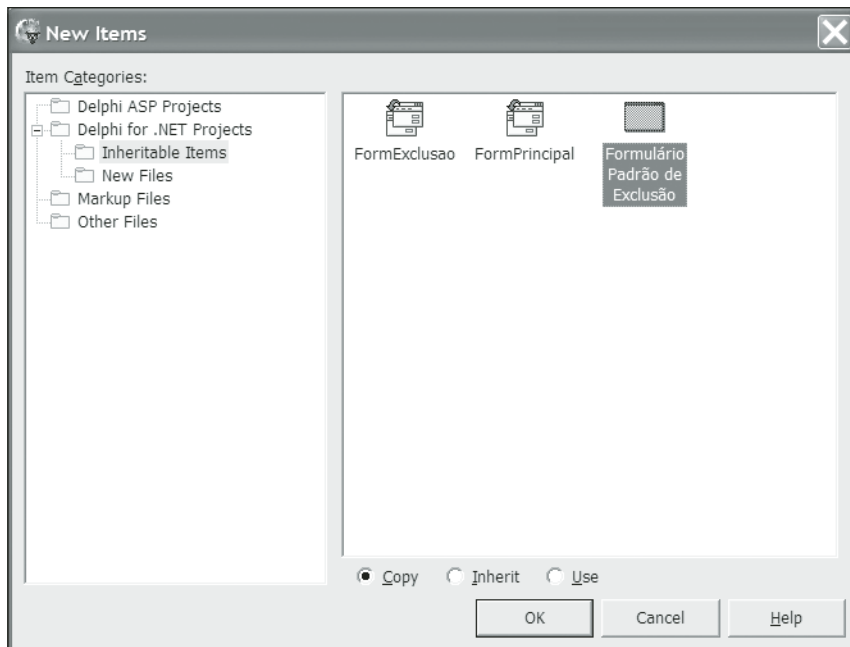 New Items
Item Categories:
Delphi ASP Projects
Delphi for .NET Projects
Inheritable Items
New Files
Markup Files
Other Files
FormExclusao
FormPrincipal
Formulário
Padrão de
Exclusão
Copy
Inherit
Use
OK
Cancel
Help